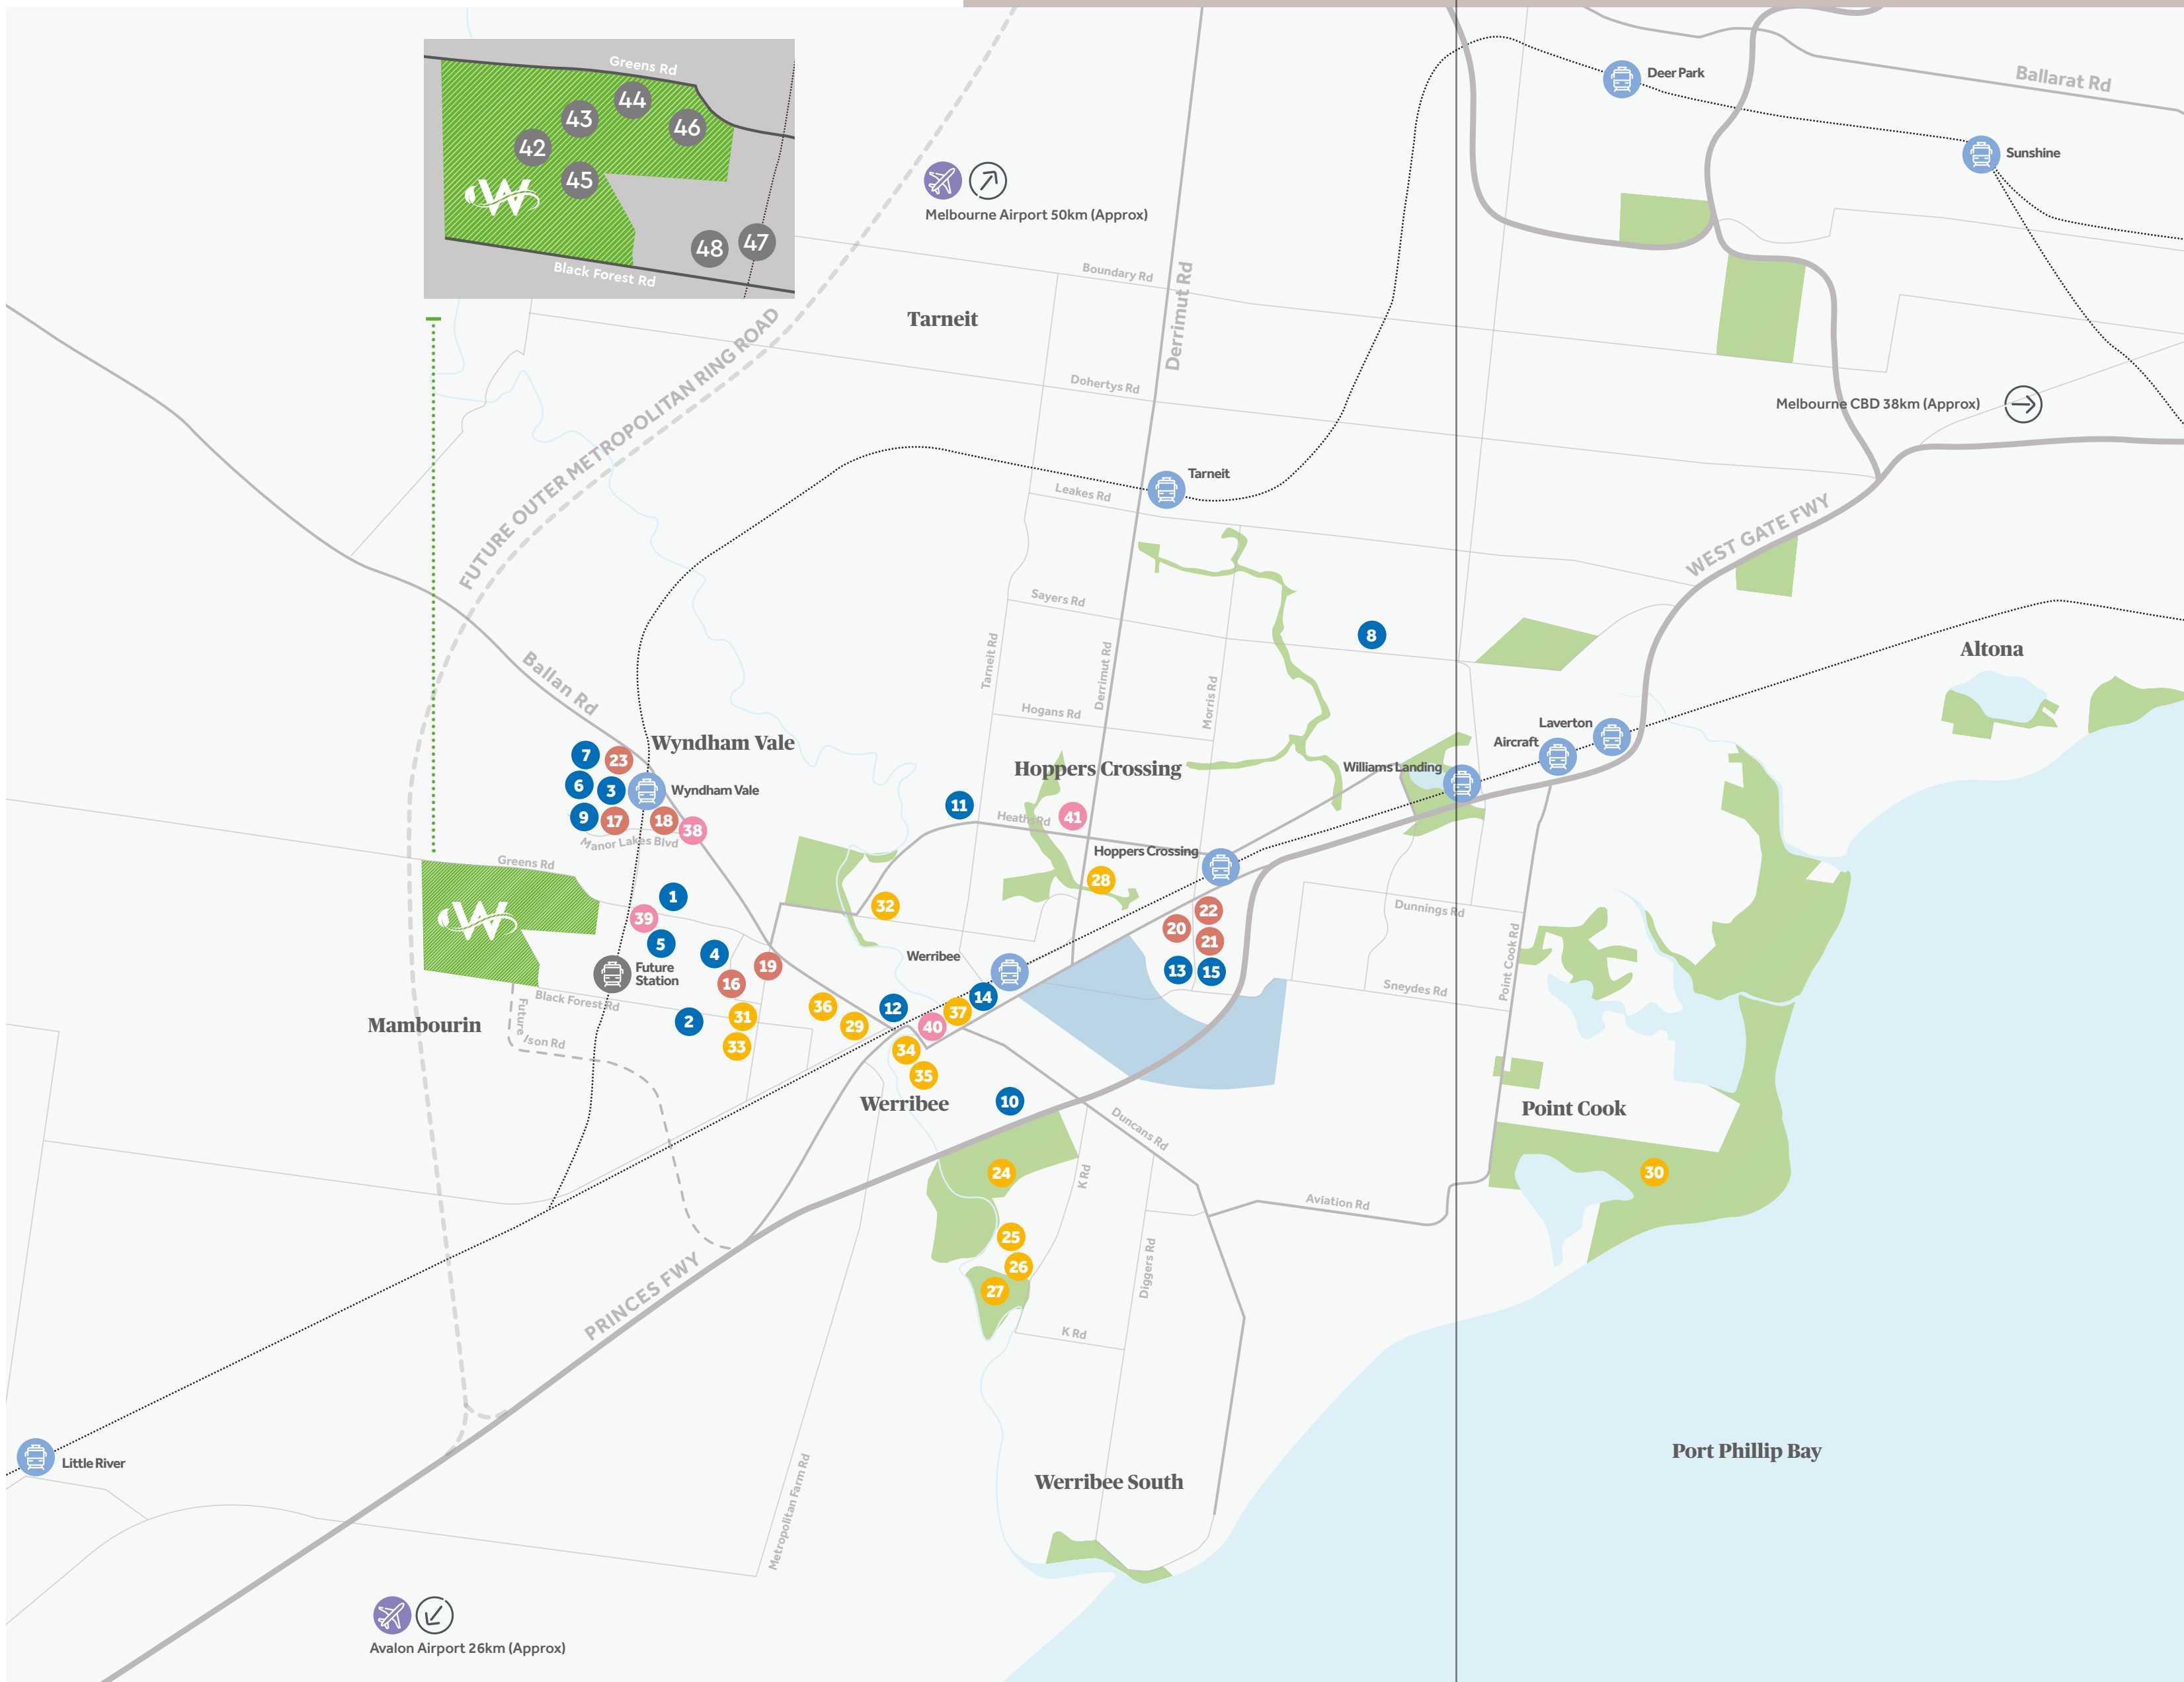 Greens Rd
44
43
46
42
45
W
48
47
Black Forest Rd
Deer Park
Ballarat Rd
Sunshine
Melbourne Airport 50km (Approx)
Boundary Rd
Derrimut Rd
Tarneit
FUTURE OUTER METROPOLITAN RING ROAD
Dohertys Rd
Melbourne CBD 38km (Approx)
Tarneit
Leakes Rd
WEST GATE FWY
Sayers Rd
8
Tarneit Rd
Derrimut Rd
Morris Rd
Altona
Ballan Rd
Hogans Rd
Laverton
Aircraft
Wyndham Vale
7
23
Hoppers Crossing
Williams Landing
6
3
Wyndham Vale
11
9
17
18
38
Heaths Rd
41
Manor Lakes Blvd
Hoppers Crossing
Greens Rd
28
1
32
39
22
Dunnings Rd
W
20
5
21
4
Werribee
19
Point Cook Rd
Future
Station
13
15
16
Sneydes Rd
14
Black Forest Rd
36
12
37
Future
2
31
29
40
Mambourin
Ison Rd
33
34
35
Werribee
10
Point Cook
Duncans Rd
24
K Rd
30
Aviation Rd
25
Diggers Rd
26
27
PRINCES FWY
K Rd
Little River
Port Phillip Bay
Werribee South
Metropolitan Farm Rd
Avalon Airport 26km (Approx)